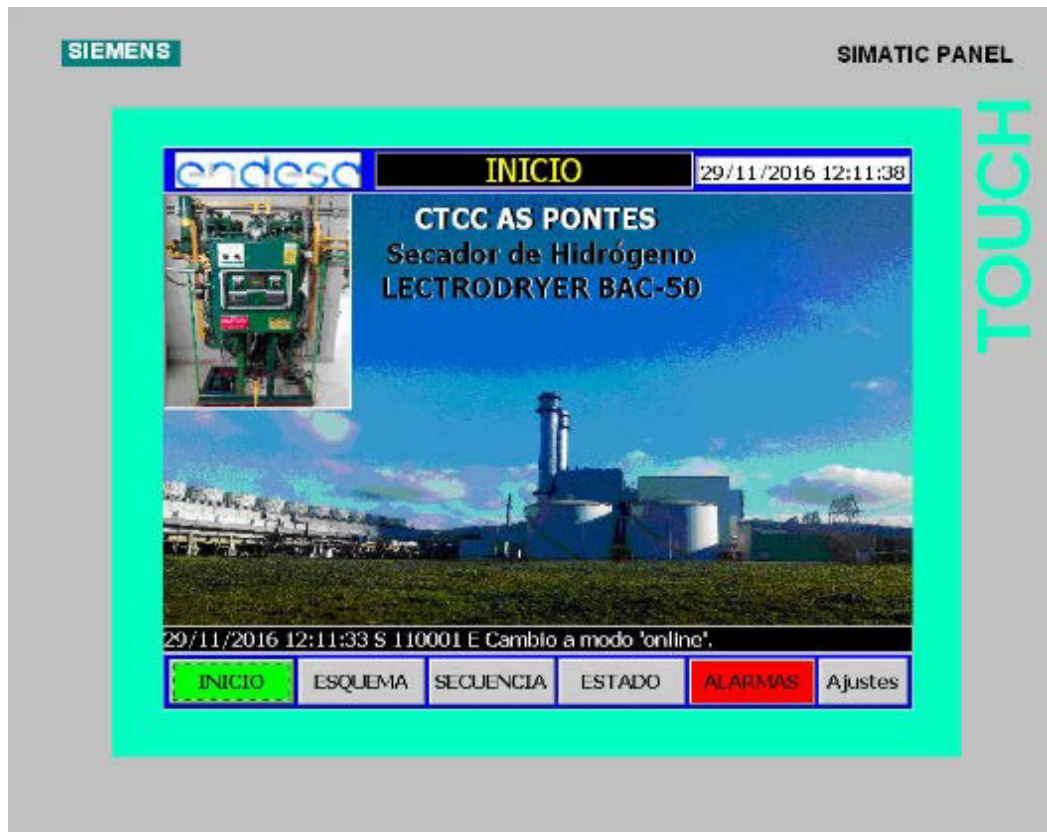 SIEMENS
SIMATIC PANEL
TOUCH
endesa
INICIO
29/11/2016 12:11:38
CTCC AS PONTES
Secador de Hidrógeno
LECTRODRYER BAC-50
29/11/2016 12:11:33 S 110001 E Cambio a modo 'online'.
INICIO
ESQUEMA
SECUENCIA
ESTADO
ALARMAS
Ajustes